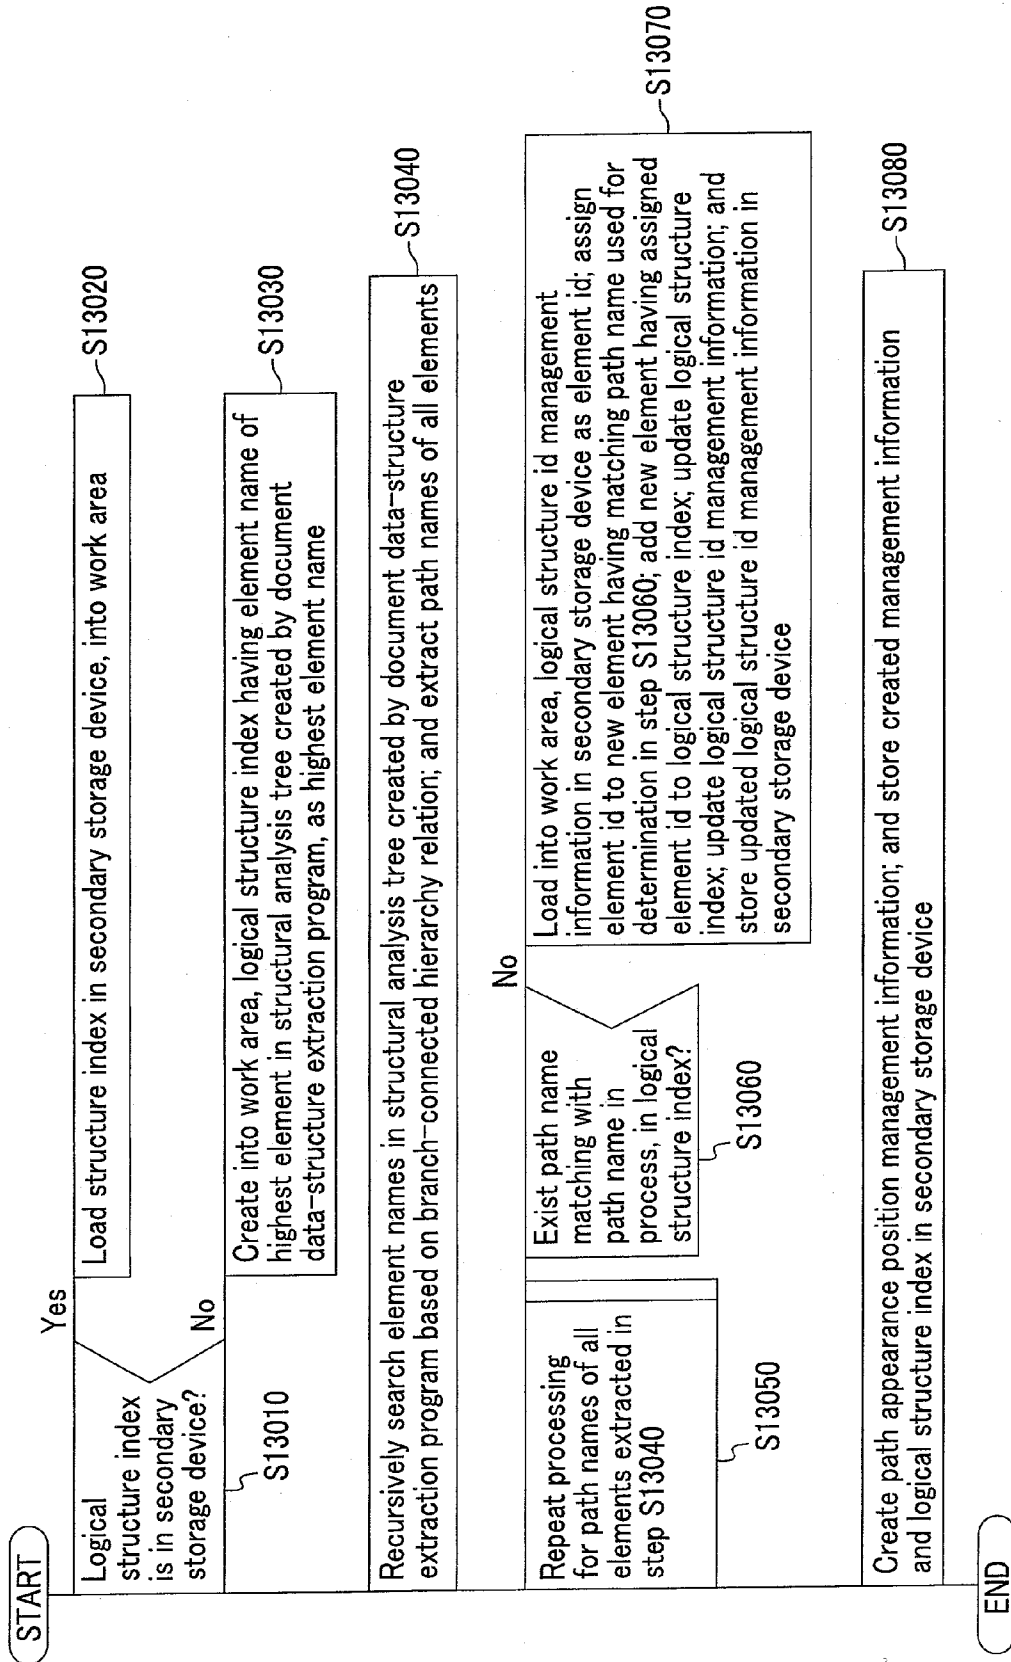 START
Logical
structure index
is in secondary
storage device?
S13010
Yes
No
Load structure index in secondary storage device, into work area
S13020
Create into work area, logical structure index having element name of
highest element in structural analysis tree created by document
data-structure extraction program, as highest element name
S13030
Recursively search element names in structural analysis tree created by document data-structure
extraction program based on branch-connected hierarchy relation; and extract path names of all elements
S13040
Repeat processing
for path names of all
elements extracted in
step S13040
S13050
Exist path name
matching with
path name in
process, in logical
structure index?
S13060
No
Load into work area, logical structure id management
information in secondary storage device as element id; assign
element id to new element having matching path name used for
determination in step S13060; add new element having assigned
element id to logical structure index; update logical structure
index; update logical structure id management information; and
store updated logical structure id management information in
secondary storage device
S13070
Create path appearance position management information; and store created management information
and logical structure index in secondary storage device
S13080
END